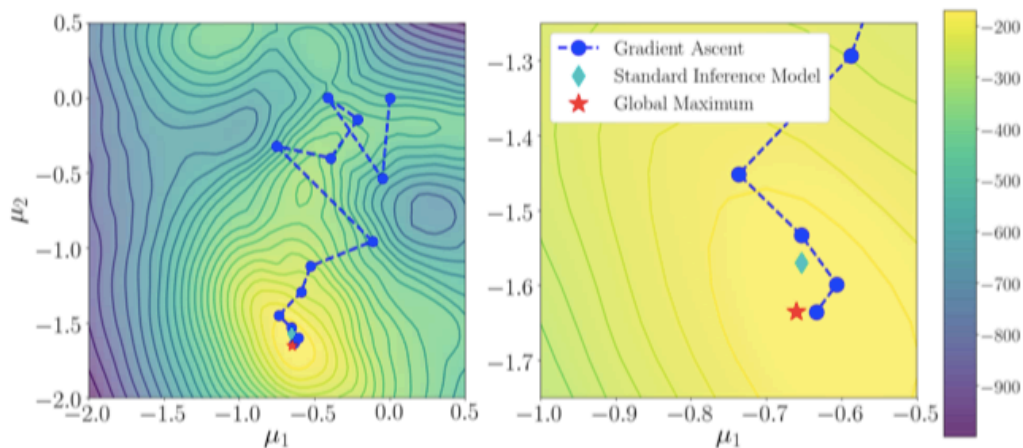 0.5
0.0
−0.5
−1.0
−1.5
−2.0
μ2
−2.0 −1.5 −1.0 −0.5 0.0 0.5
μ1
Gradient Ascent
Standard Inference Model
Global Maximum
−1.3
−1.4
−1.5
−1.6
−1.7
−1.0 −0.9 −0.8 −0.7 −0.6 −0.5
μ1
−200
−300
−400
−500
−600
−700
−800
−900